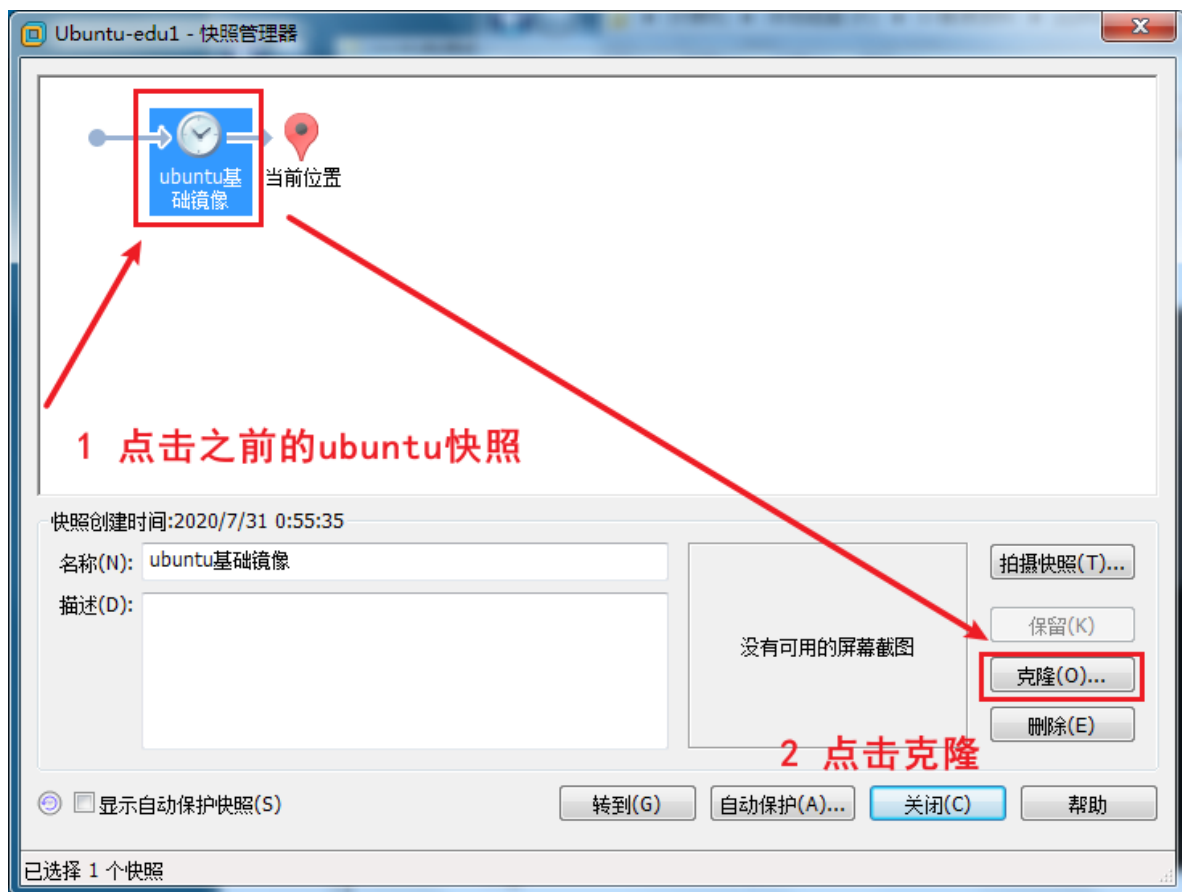 Ubuntu-edu1 - 快照管理器
ubuntu基
础镜像
当前位置
1 点击之前的ubuntu快照
快照创建时间:2020/7/31 0:55:35
名称(N): ubuntu基础镜像
拍摄快照(T)...
描述(D):
保留(K)
没有可用的屏幕截图
克隆(O)...
删除(E)
2 点击克隆
显示自动保护快照(S)
转到(G)
自动保护(A)...
关闭(C)
帮助
已选择 1 个快照